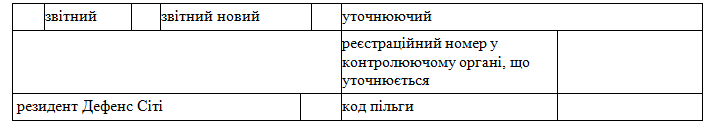 звітний звітний новий уточнюючий
реєстраційний номер у
контролюючому органі, що
уточнюється
резидент Дефенс Сіті код пільги